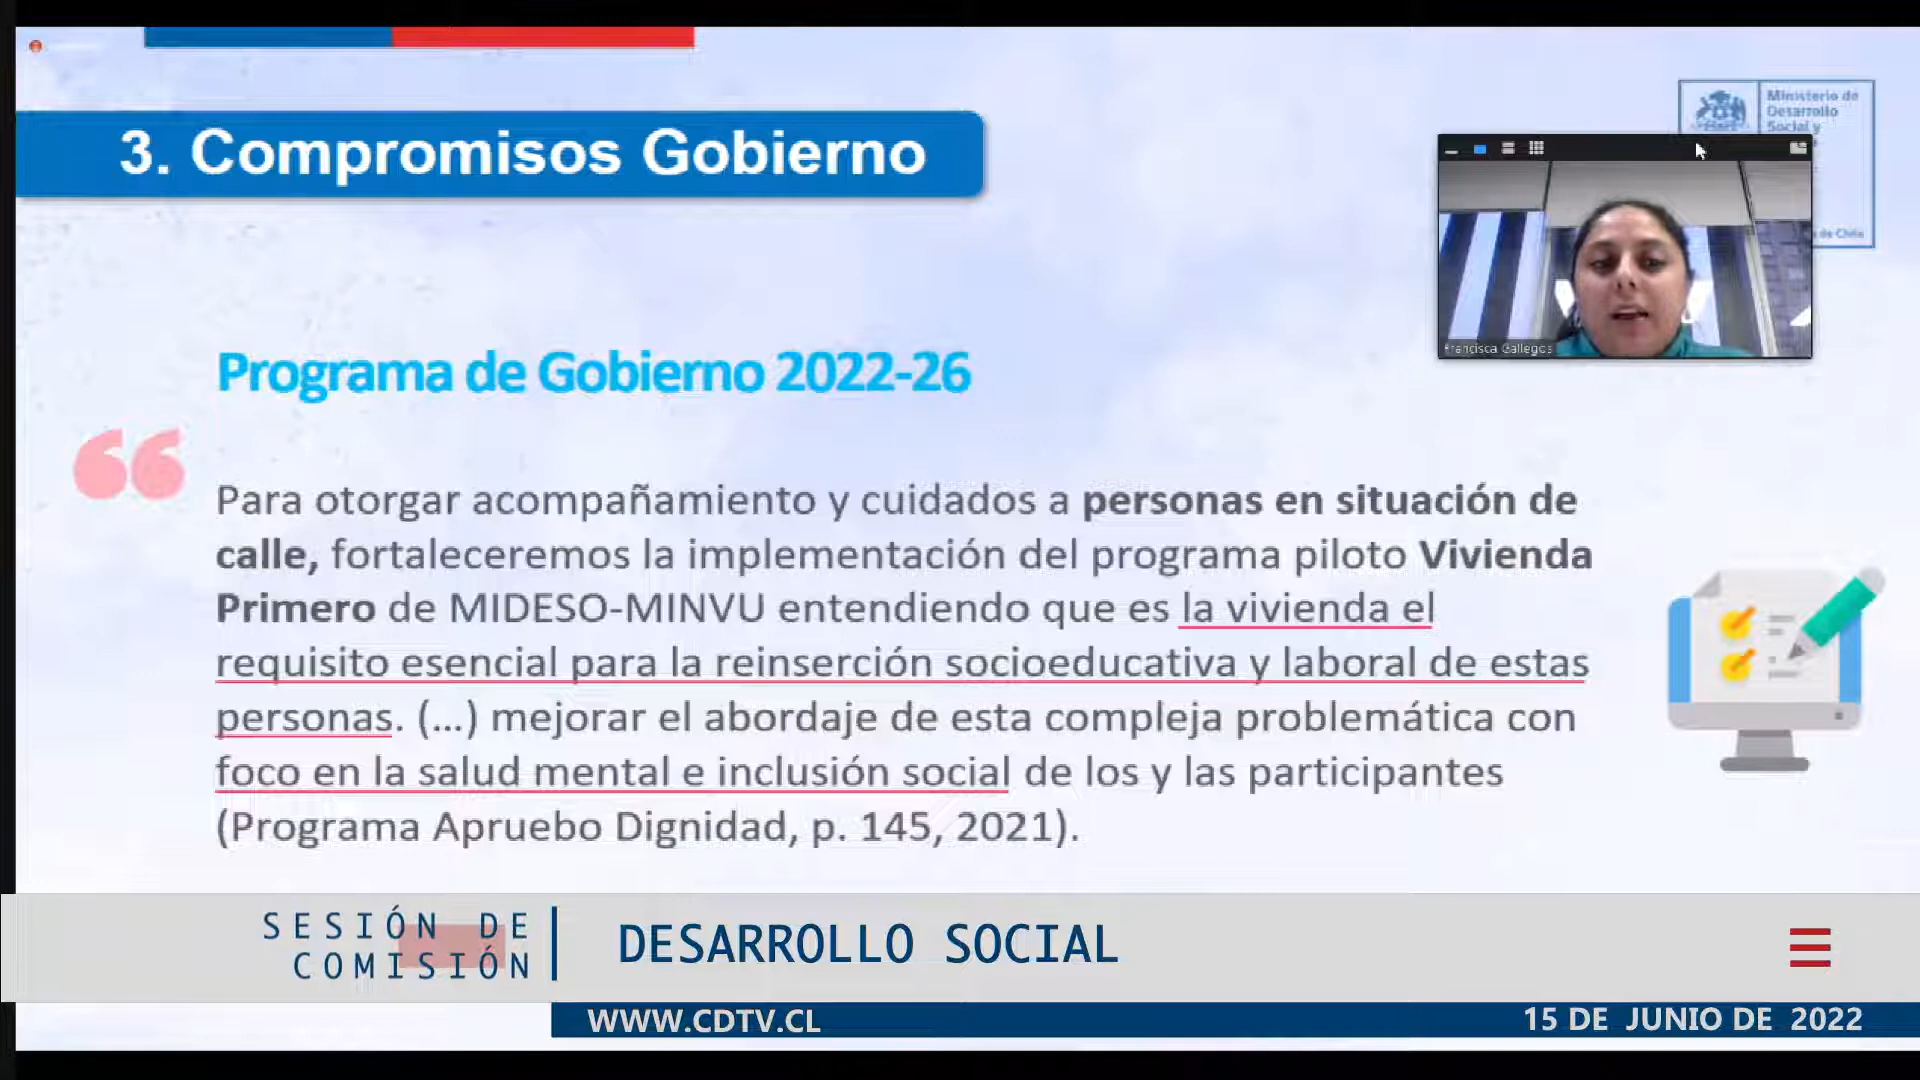 3. Compromisos Gobierno
Ministerio de
Desarrollo
Social y
de Chile
Francisca Gallegos
Programa de Gobierno 2022-26
Para otorgar acompañamiento y cuidados a personas en situación de
calle, fortaleceremos la implementación del programa piloto Vivienda
Primero de MIDESO-MINVU entendiendo que es la vivienda el
requisito esencial para la reinserción socioeducativa y laboral de estas
personas. (...) mejorar el abordaje de esta compleja problemática con
foco en la salud mental e inclusión social de los y las participantes
(Programa Apruebo Dignidad, p. 145, 2021).
SESIÓN DE
COMISIÓN
DESARROLLO SOCIAL
WWW.CDTV.CL
15 DE JUNIO DE 2022